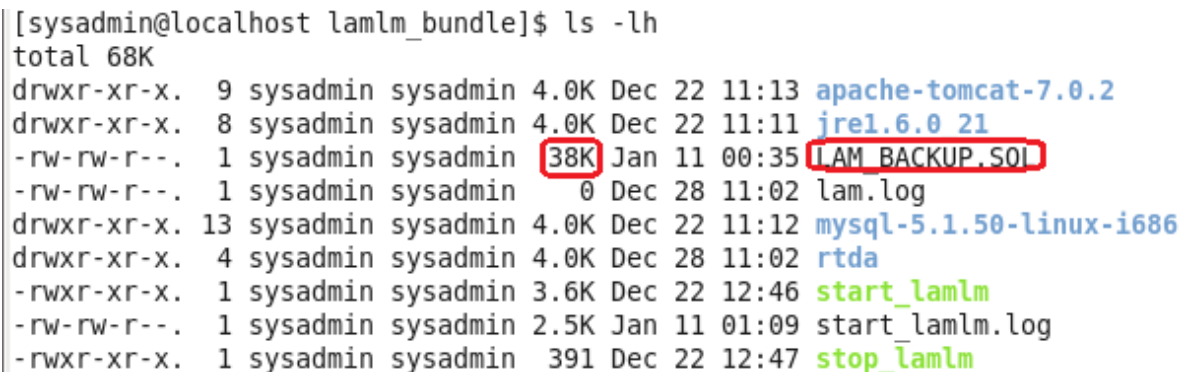 [sysadmin@localhost lamlm_bundle]$ ls -lh
total 68K
drwxr-xr-x.  9 sysadmin sysadmin 4.0K Dec 22 11:13 apache-tomcat-7.0.2
drwxr-xr-x.  8 sysadmin sysadmin 4.0K Dec 22 11:11 jre1.6.0_21
-rw-rw-r--.  1 sysadmin sysadmin  38K Jan 11 00:35 LAM_BACKUP.SQL
-rw-rw-r--.  1 sysadmin sysadmin    0 Dec 28 11:02 lam.log
drwxr-xr-x. 13 sysadmin sysadmin 4.0K Dec 22 11:12 mysql-5.1.50-linux-i686
drwxr-xr-x.  4 sysadmin sysadmin 4.0K Dec 28 11:02 rtda
-rwxr-xr-x.  1 sysadmin sysadmin 3.6K Dec 22 12:46 start_lamlm
-rw-rw-r--.  1 sysadmin sysadmin 2.5K Jan 11 01:09 start_lamlm.log
-rwxr-xr-x.  1 sysadmin sysadmin  391 Dec 22 12:47 stop_lamlm